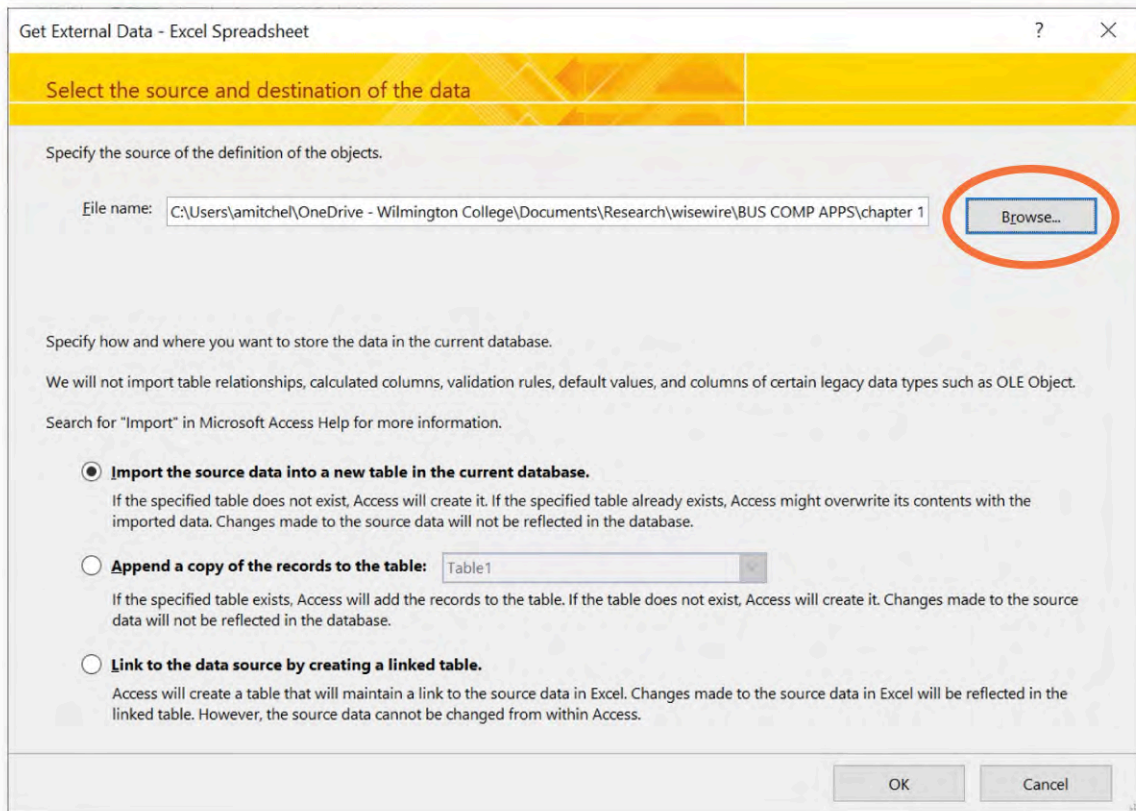 Get External Data - Excel Spreadsheet
?
Select the source and destination of the data
Specify the source of the definition of the objects.
File name: C:\Users\amitchel\OneDrive - Wilmington College\Documents\Research\wisewire\BUS COMP APPS\chapter 1 Browse...
Specify how and where you want to store the data in the current database.
We will not import table relationships, calculated columns, validation rules, default values, and columns of certain legacy data types such as OLE Object.
Search for "Import" in Microsoft Access Help for more information.
Import the source data into a new table in the current database.
If the specified table does not exist, Access will create it. If the specified table already exists, Access might overwrite its contents with the
imported data. Changes made to the source data will not be reflected in the database.
Append a copy of the records to the table: Table1
If the specified table exists, Access will add the records to the table. If the table does not exist, Access will create it. Changes made to the source
data will not be reflected in the database.
Link to the data source by creating a linked table.
Access will create a table that will maintain a link to the source data in Excel. Changes made to the source data in Excel will be reflected in the
linked table. However, the source data cannot be changed from within Access.
OK Cancel